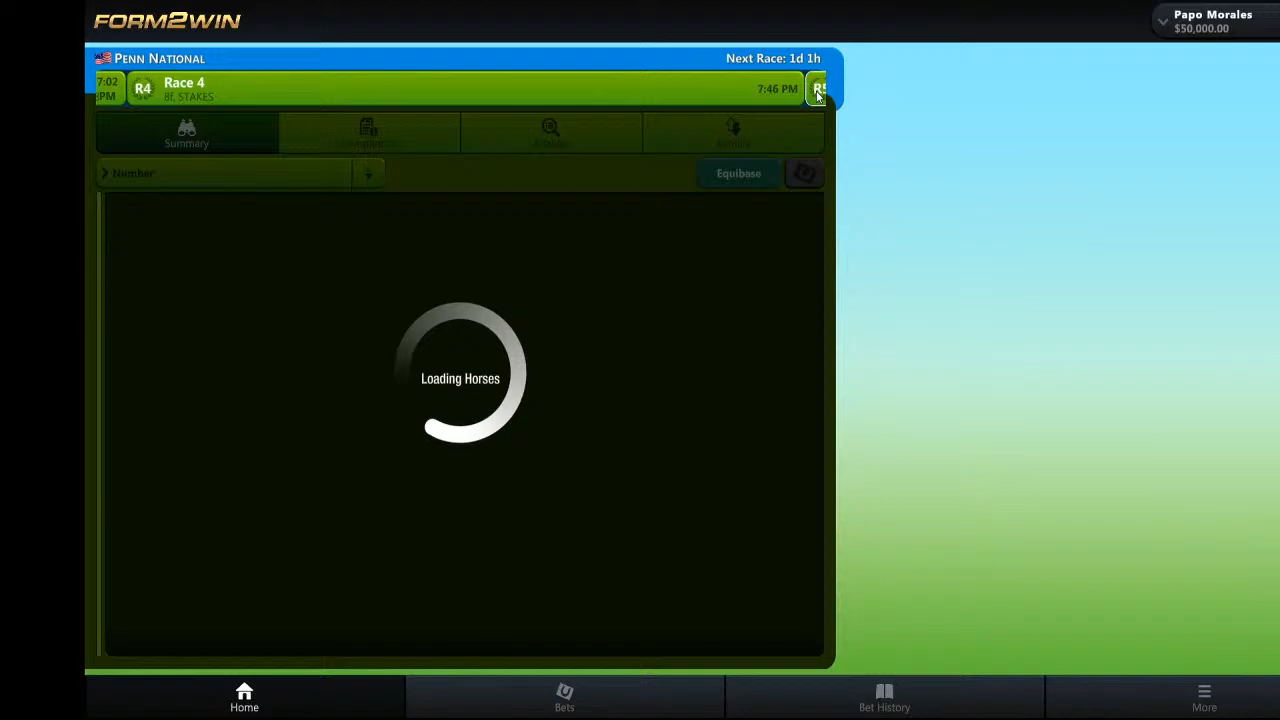 FORM2WIN
Papo Morales
$50,000.00
PENN NATIONAL
Next Race: 1d 1h
7:02 PM
R4
Race 4
8f, STAKES
7:46 PM
Summary
Number
Equibase
Loading Horses
Home
Bets
Bet History
More